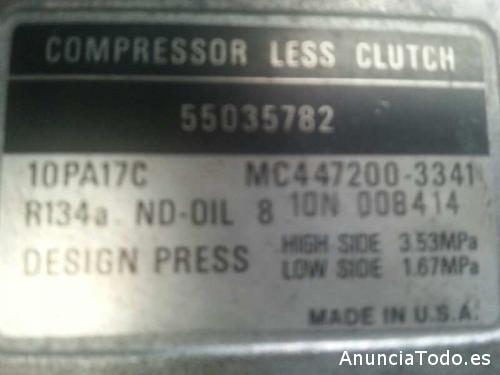 COMPRESSOR LESS CLUTCH
55035782
10PA17C MC447200-3341
R134a ND-OIL 8 10N 008414
DESIGN PRESS HIGH SIDE 3.53MPa
LOW SIDE 1.67MPa
MADE IN U.S.A.
AnunciaTodo.es